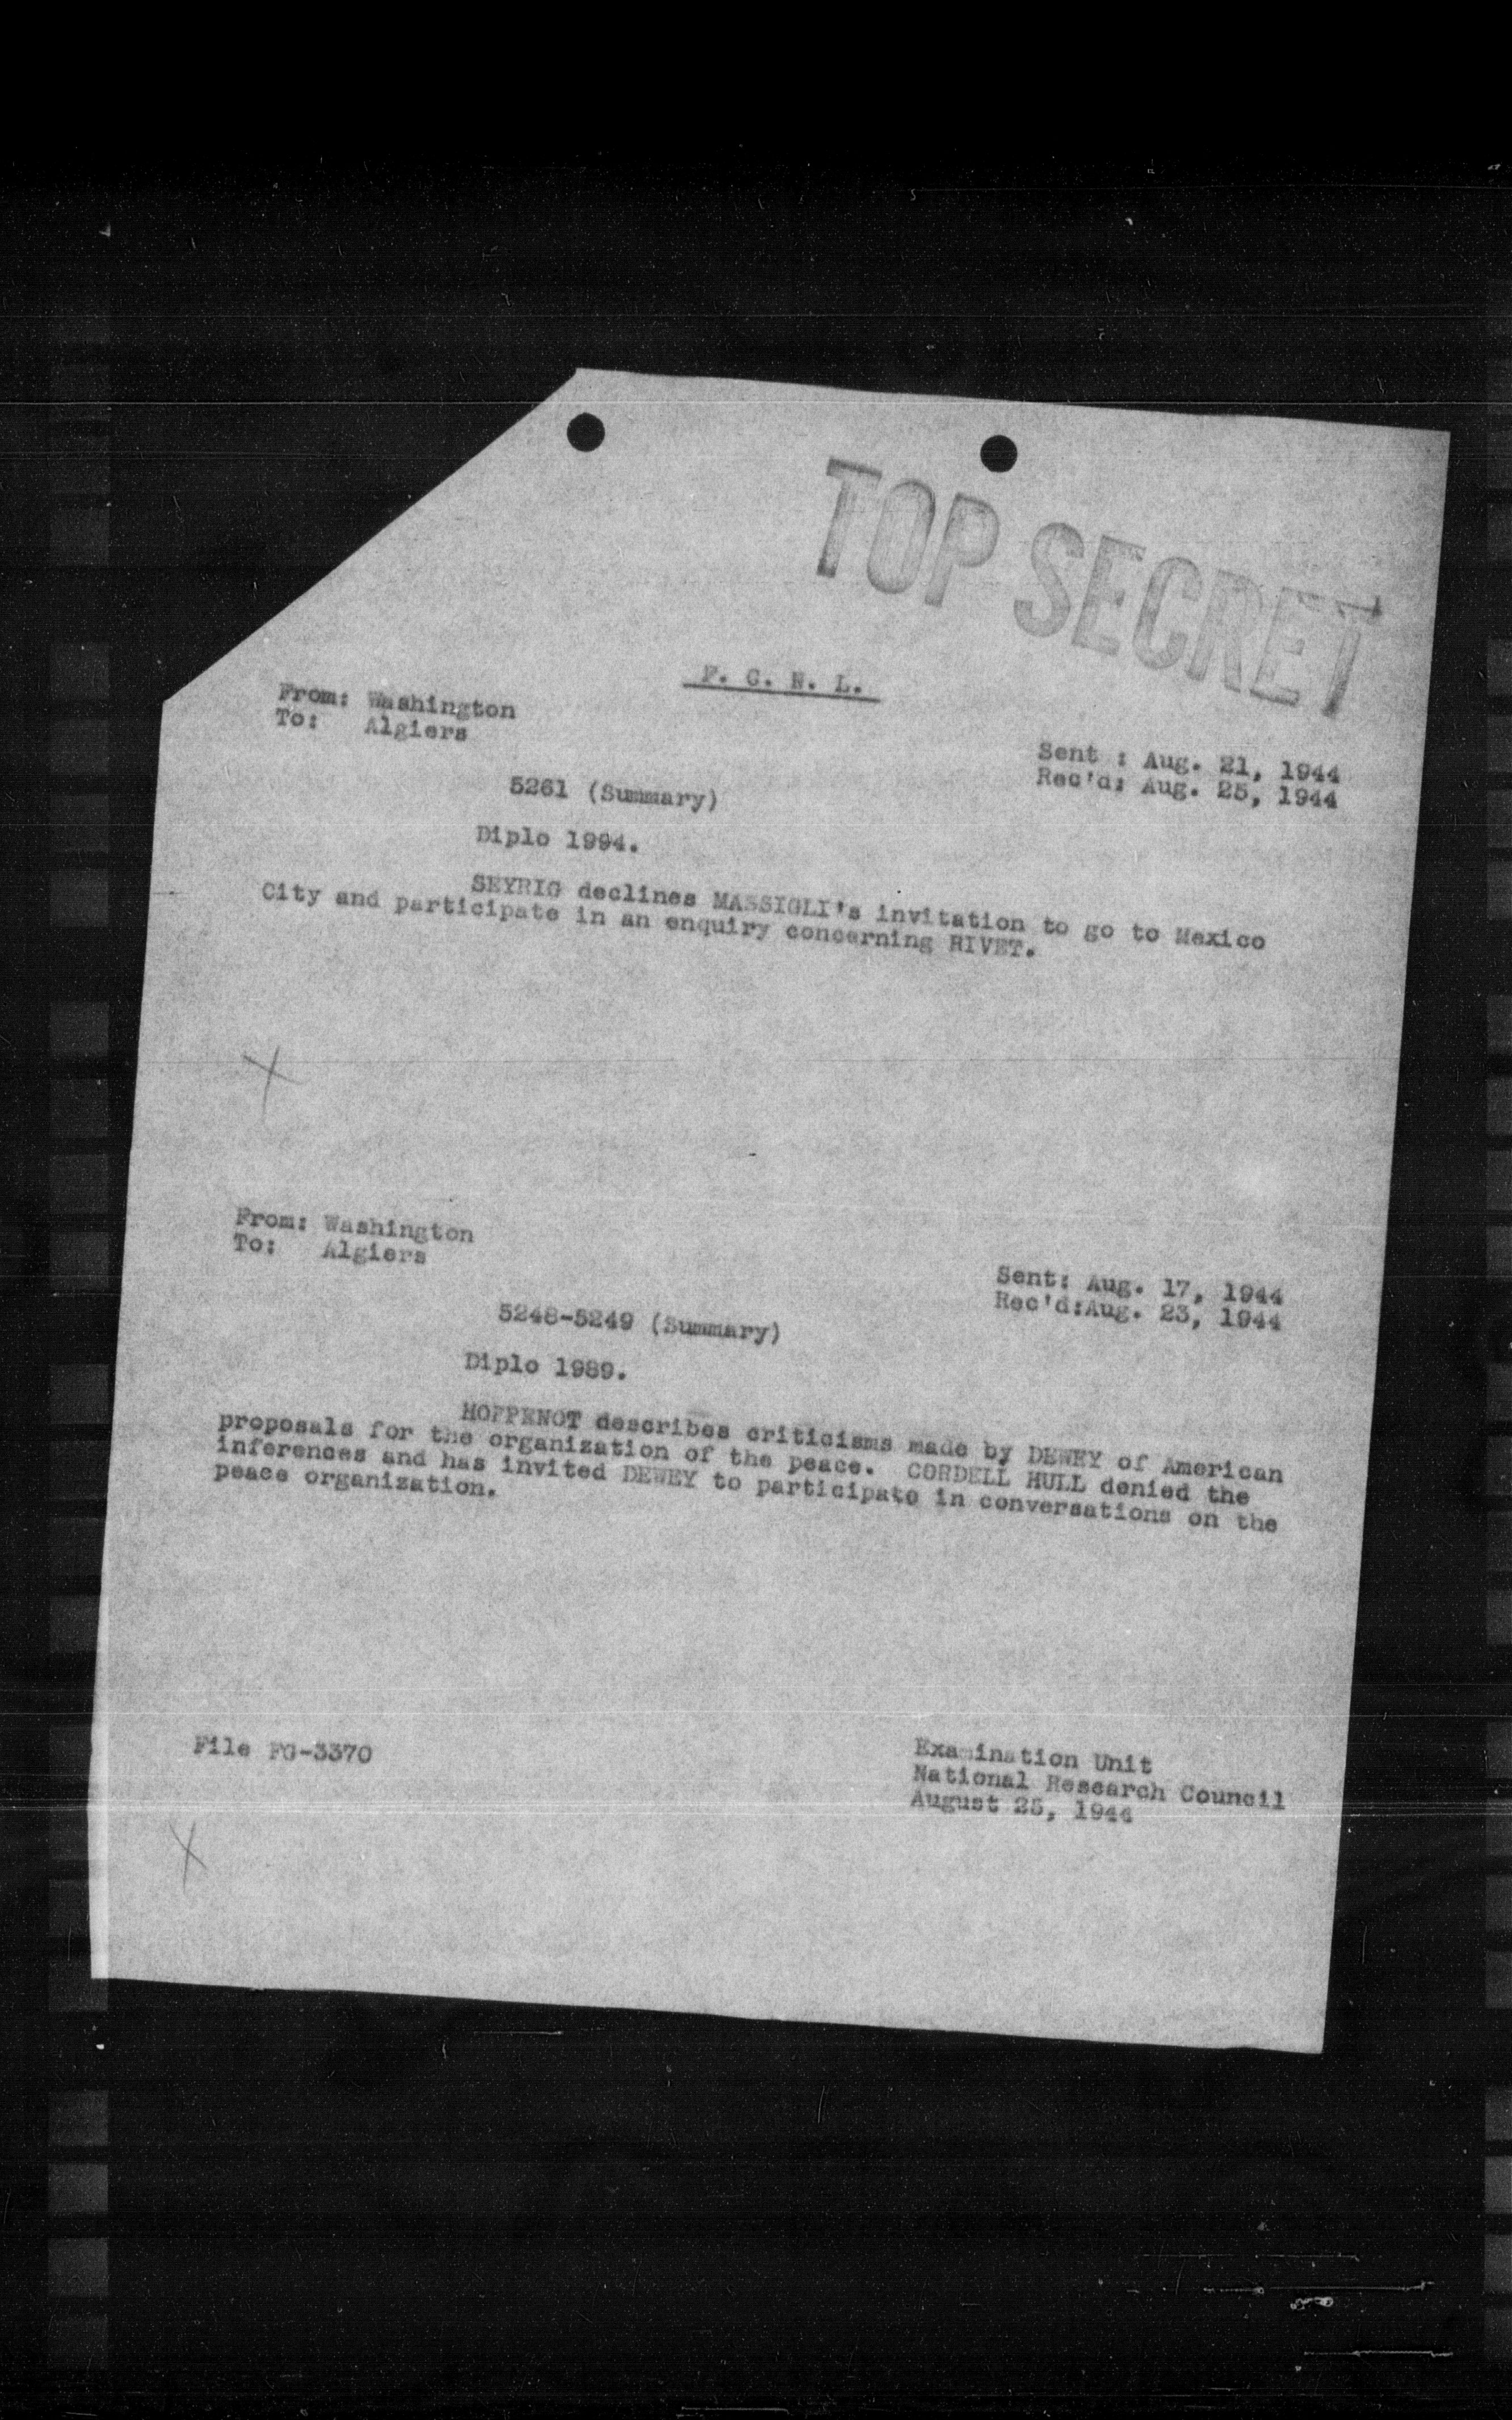 TOP SECRET
F. C. N. L.
From: Washington
To: Algiers
Sent : Aug. 21, 1944
Rec'd: Aug. 25, 1944
5261 (Summary)
Diplo 1994.
SEYRIG declines MASSIGLI's invitation to go to Mexico
City and participate in an enquiry concerning RIVET.
From: Washington
To: Algiers
Sent: Aug. 17, 1944
Rec'd:Aug. 23, 1944
5248-5249 (Summary)
Diplo 1989.
HOPPENOT describes criticisms made by DEWEY of American
proposals for the organization of the peace. CORDELL HULL denied the
inferences and has invited DEWEY to participate in conversations on the
peace organization.
File FG-3370
Examination Unit
National Research Council
August 25, 1944